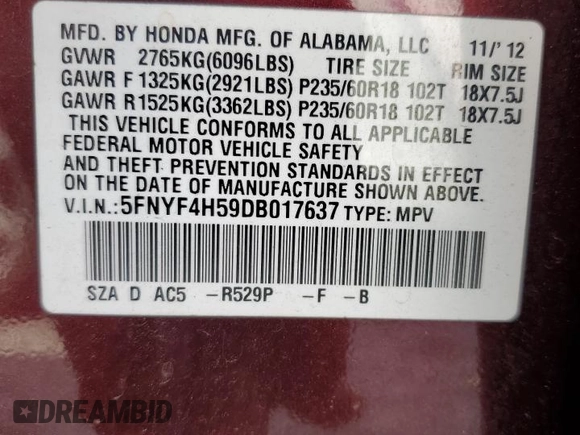 MFD. BY HONDA MFG. OF ALABAMA, LLC 11/'12
GVWR 2765KG(6096LBS) TIRE SIZE RIM SIZE
GAWR F 1325KG(2921LBS) P235/60R18 102T 18X7.5J
GAWR R 1525KG(3362LBS) P235/60R18 102T 18X7.5J
THIS VEHICLE CONFORMS TO ALL APPLICABLE
FEDERAL MOTOR VEHICLE SAFETY
AND THEFT PREVENTION STANDARDS IN EFFECT
ON THE DATE OF MANUFACTURE SHOWN ABOVE.
V.I.N.:5FNYF4H59DB017637 TYPE: MPV
SZA D AC5 -R529P -F -B
DREAMBID